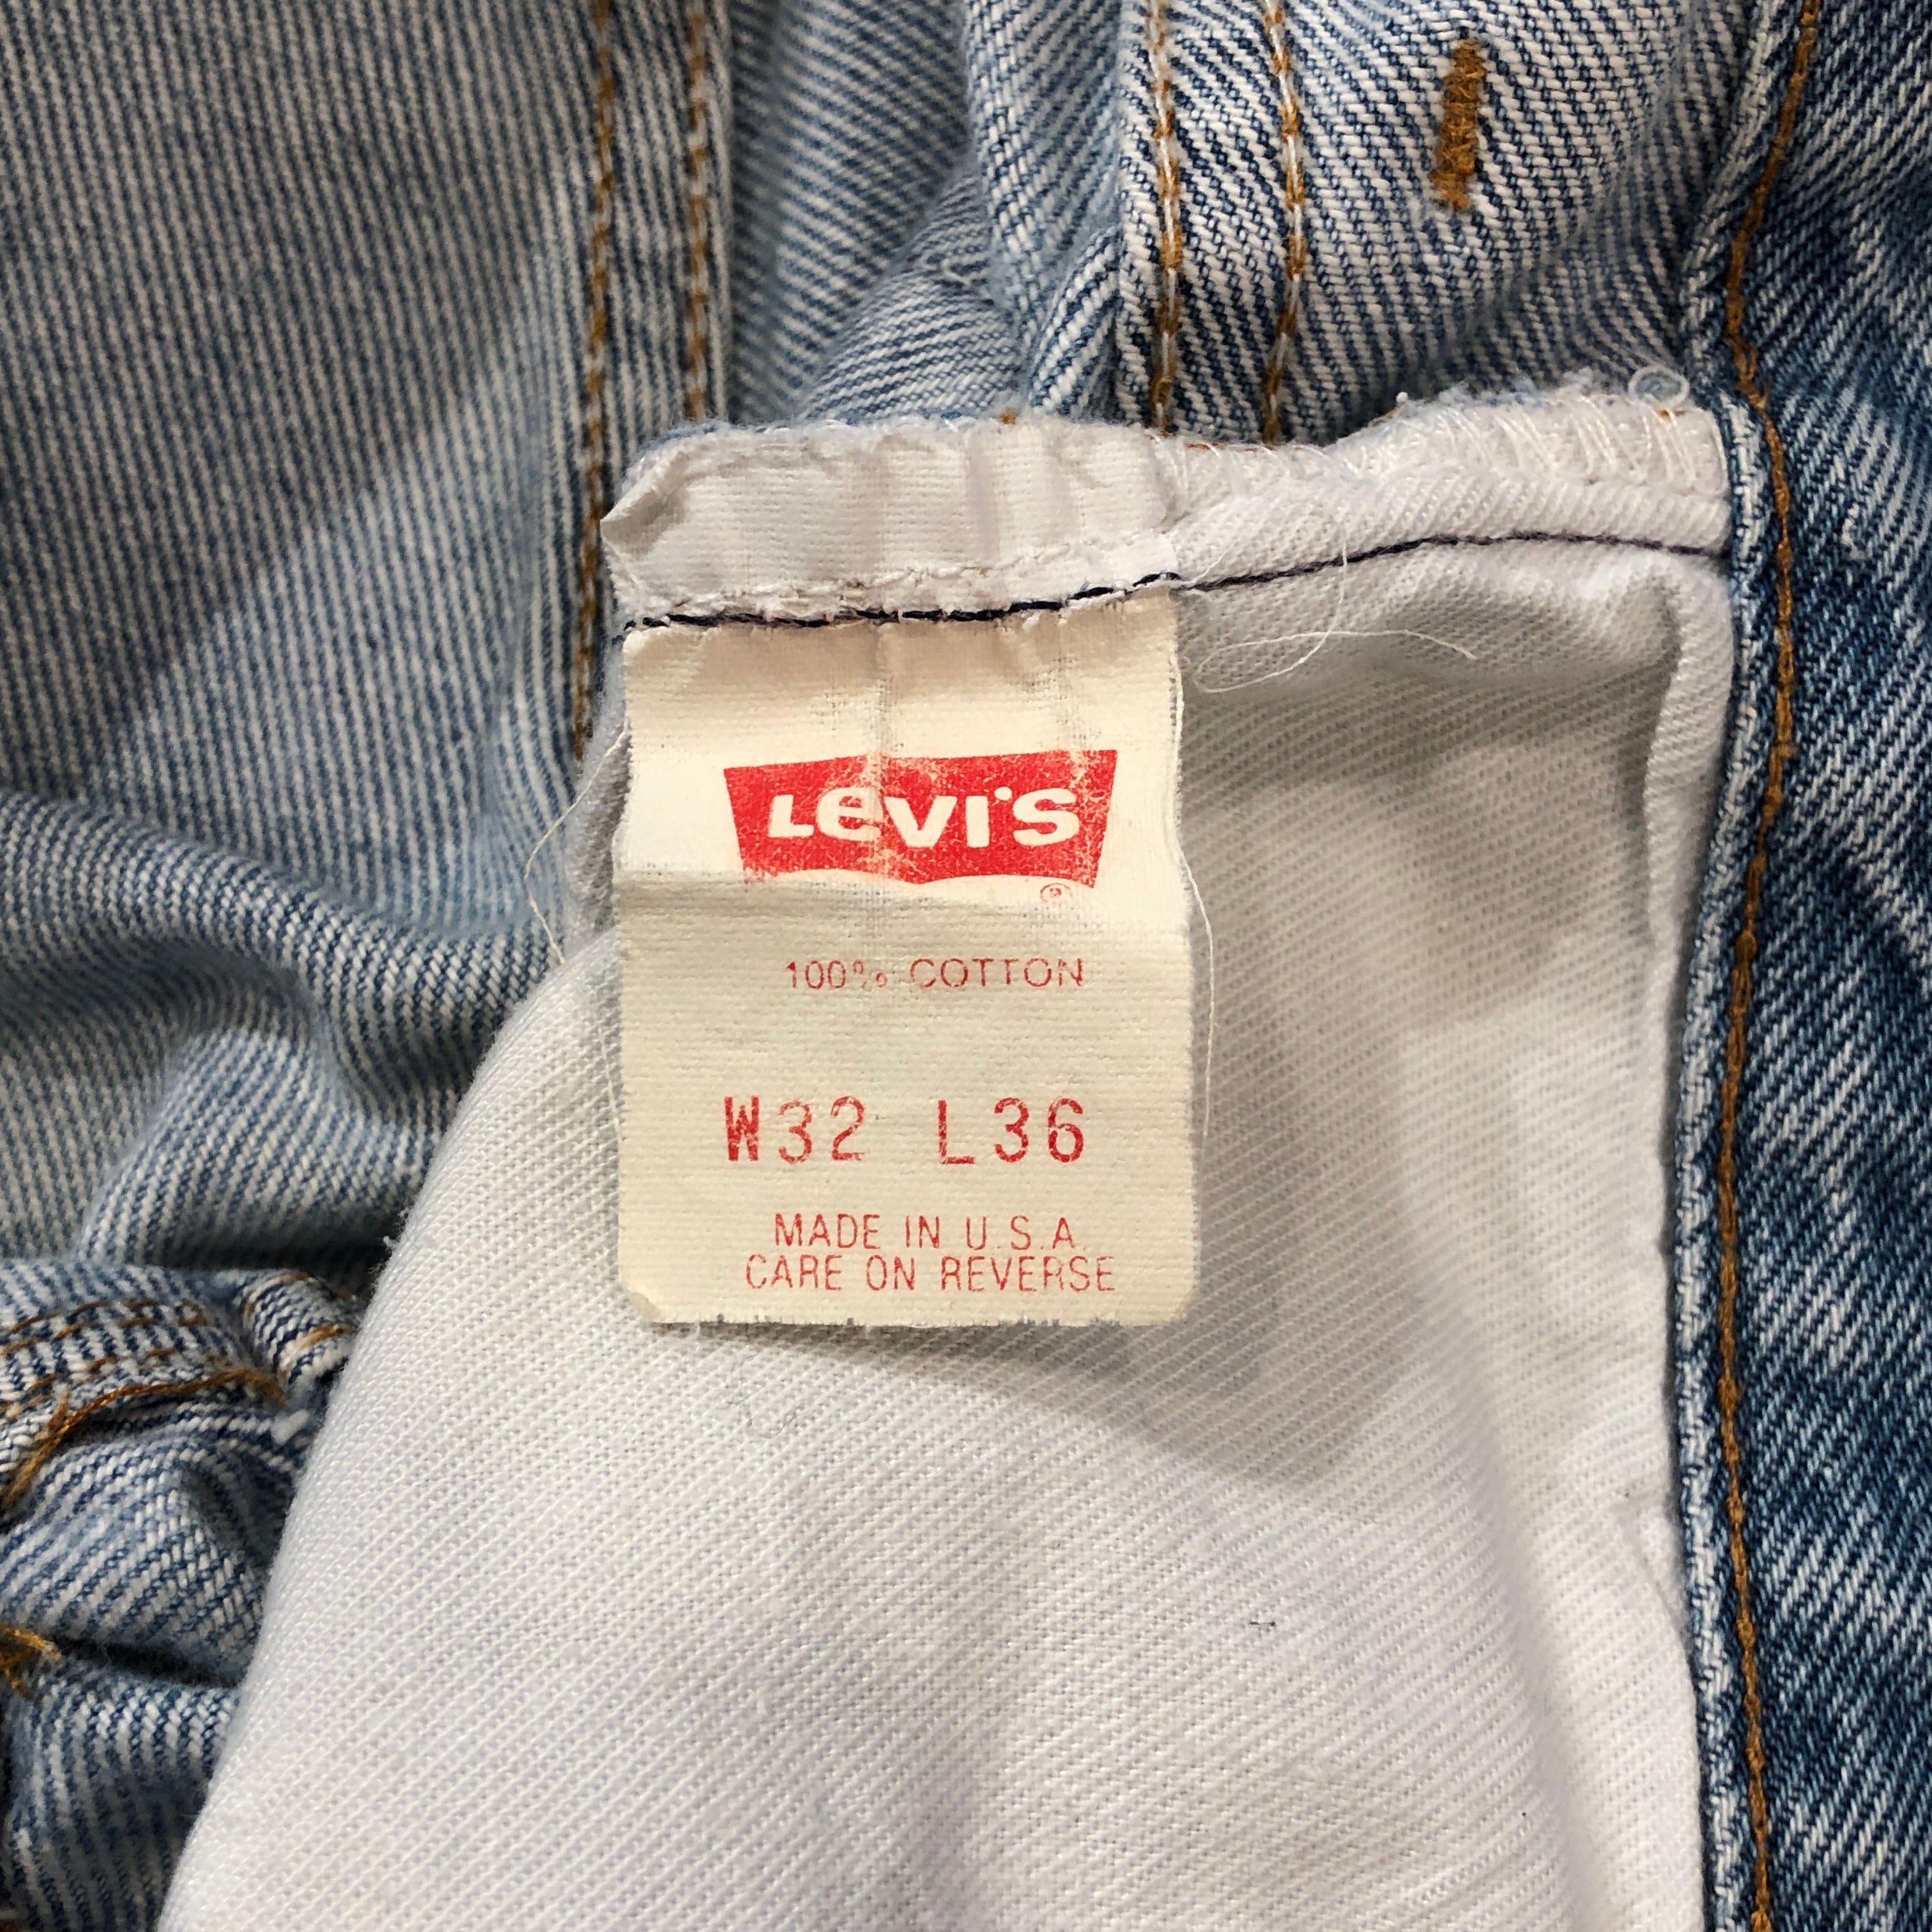 LEVI'S
®
100% COTTON
W32 L36
MADE IN U.S.A.
CARE ON REVERSE